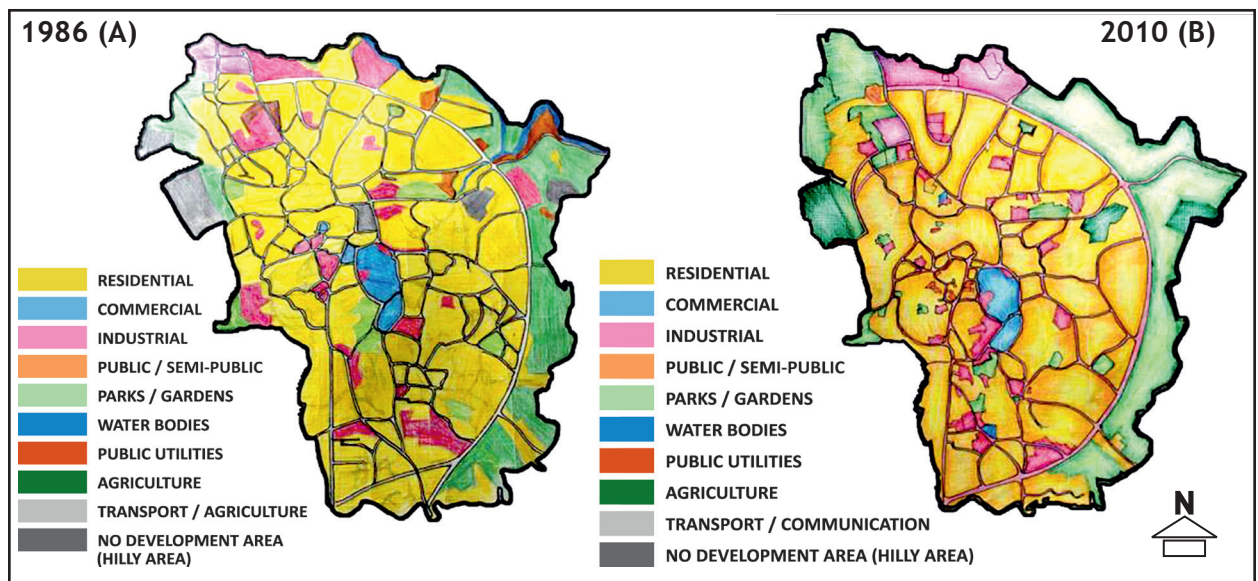 1986 (A)
RESIDENTIAL
COMMERCIAL
INDUSTRIAL
PUBLIC / SEMI-PUBLIC
PARKS / GARDENS
WATER BODIES
PUBLIC UTILITIES
AGRICULTURE
TRANSPORT / AGRICULTURE
NO DEVELOPMENT AREA
(HILLY AREA)
2010 (B)
RESIDENTIAL
COMMERCIAL
INDUSTRIAL
PUBLIC / SEMI-PUBLIC
PARKS / GARDENS
WATER BODIES
PUBLIC UTILITIES
AGRICULTURE
TRANSPORT / COMMUNICATION
NO DEVELOPMENT AREA (HILLY AREA)
N